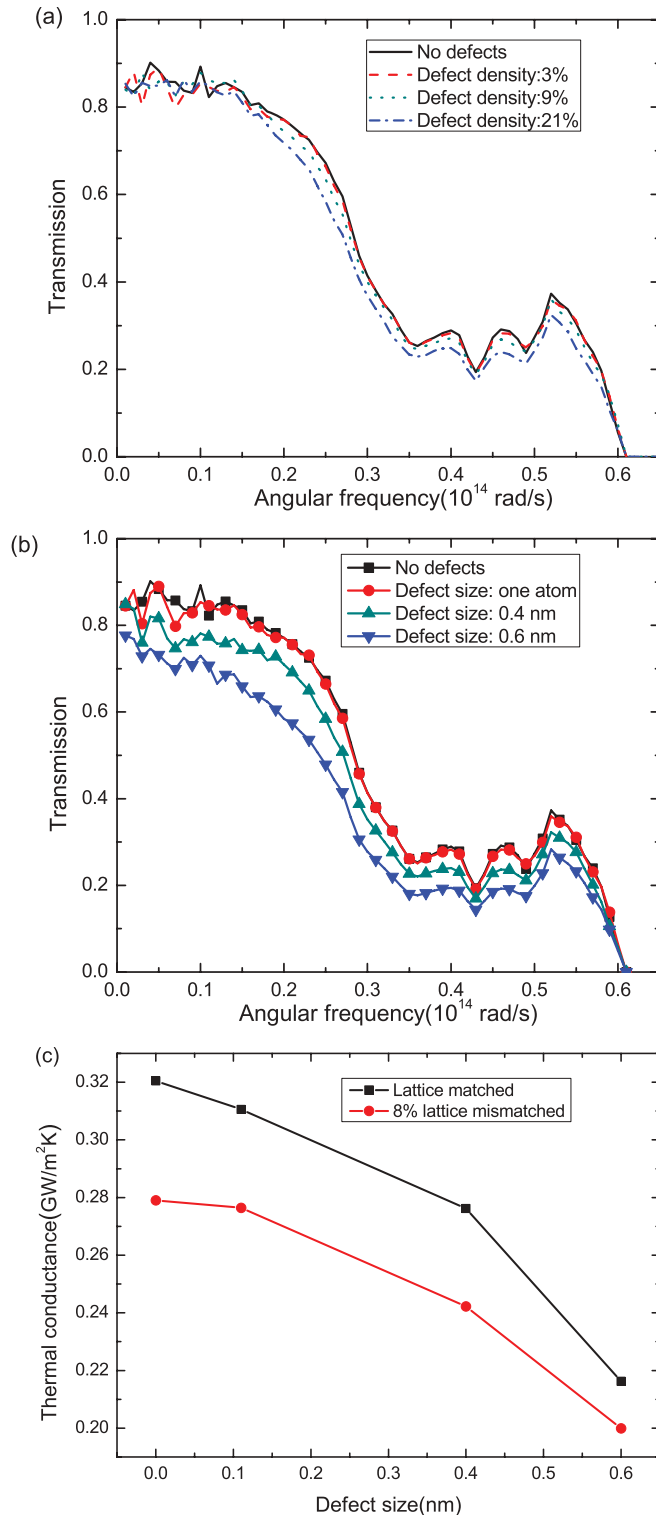 (a)
No defects
Defect density:3%
Defect density:9%
Defect density:21%
1.0
0.8
0.6
0.4
0.2
0.0
Transmission
0.0 0.1 0.2 0.3 0.4 0.5 0.6
Angular frequency(10¹⁴ rad/s)
(b)
No defects
Defect size: one atom
Defect size: 0.4 nm
Defect size: 0.6 nm
1.0
0.8
0.6
0.4
0.2
0.0
Transmission
0.0 0.1 0.2 0.3 0.4 0.5 0.6
Angular frequency(10¹⁴ rad/s)
(c)
Lattice matched
8% lattice mismatched
0.32
0.30
0.28
0.26
0.24
0.22
0.20
Thermal conductance(GW/m²K)
0.0 0.1 0.2 0.3 0.4 0.5 0.6
Defect size(nm)